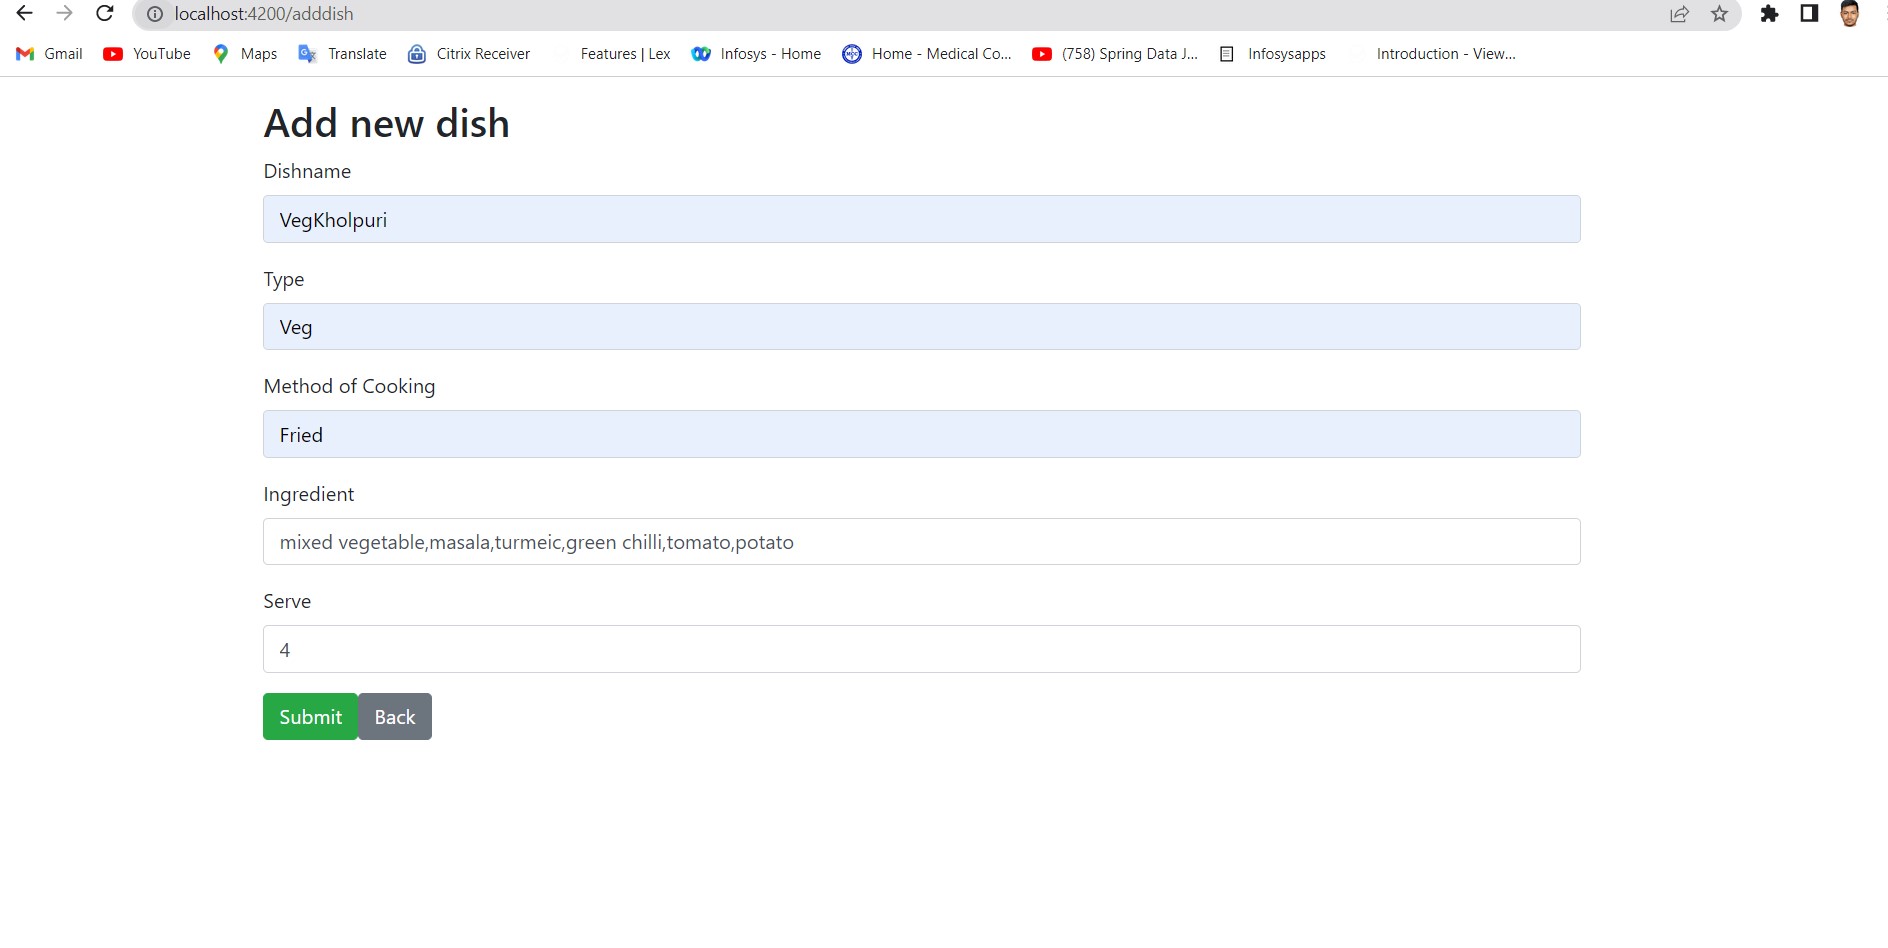 localhost:4200/adddish
Gmail YouTube Maps Translate Citrix Receiver Features | Lex Infosys - Home Home - Medical Co... (758) Spring Data J... Infosysapps Introduction - View...
Add new dish
Dishname
VegKholpuri
Type
Veg
Method of Cooking
Fried
Ingredient
mixed vegetable,masala,turmeic,green chilli,tomato,potato
Serve
4
Submit Back